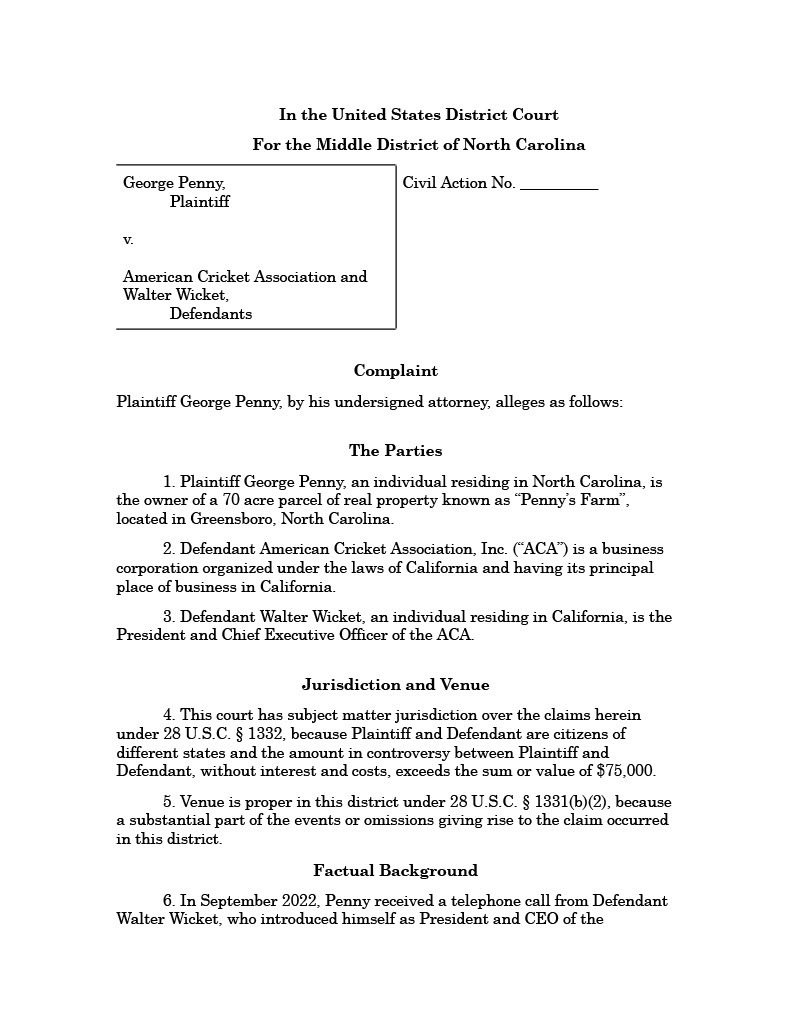 In the United States District Court
For the Middle District of North Carolina
George Penny,
Plaintiff
v.
American Cricket Association and
Walter Wicket,
Defendants
Civil Action No. __________
Complaint
Plaintiff George Penny, by his undersigned attorney, alleges as follows:
The Parties
1. Plaintiff George Penny, an individual residing in North Carolina, is
the owner of a 70 acre parcel of real property known as “Penny’s Farm”,
located in Greensboro, North Carolina.
2. Defendant American Cricket Association, Inc. (“ACA”) is a business
corporation organized under the laws of California and having its principal
place of business in California.
3. Defendant Walter Wicket, an individual residing in California, is the
President and Chief Executive Officer of the ACA.
Jurisdiction and Venue
4. This court has subject matter jurisdiction over the claims herein
under 28 U.S.C. § 1332, because Plaintiff and Defendant are citizens of
different states and the amount in controversy between Plaintiff and
Defendant, without interest and costs, exceeds the sum or value of $75,000.
5. Venue is proper in this district under 28 U.S.C. § 1331(b)(2), because
a substantial part of the events or omissions giving rise to the claim occurred
in this district.
Factual Background
6. In September 2022, Penny received a telephone call from Defendant
Walter Wicket, who introduced himself as President and CEO of the